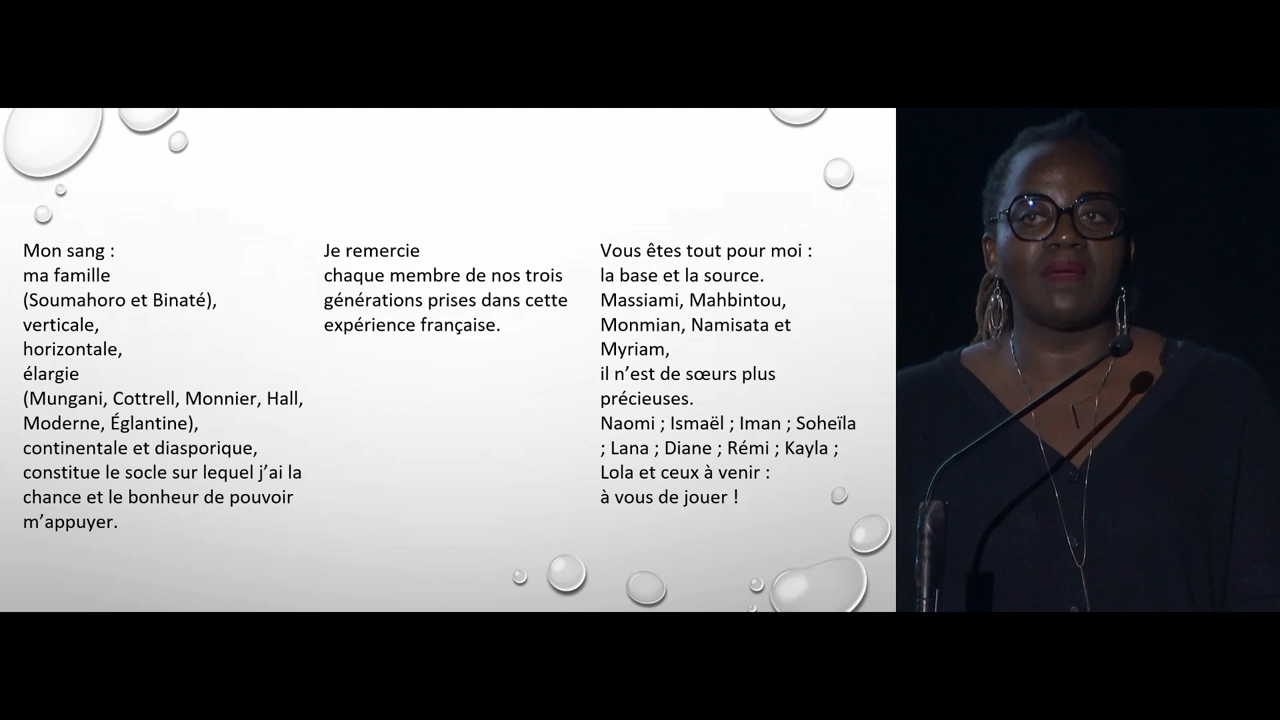 Mon sang :
ma famille
(Soumahoro et Binaté),
verticale,
horizontale,
élargie
(Mungani, Cottrell, Monnier, Hall,
Moderne, Églantine),
continentale et diasporique,
constitue le socle sur lequel j’ai la
chance et le bonheur de pouvoir
m’appuyer.
Je remercie
chaque membre de nos trois
générations prises dans cette
expérience française.
Vous êtes tout pour moi :
la base et la source.
Massiami, Mahbintou,
Monmian, Namisata et
Myriam,
il n’est de sœurs plus
précieuses.
Naomi ; Ismaël ; Iman ; Soheïla
; Lana ; Diane ; Rémi ; Kayla ;
Lola et ceux à venir :
à vous de jouer !